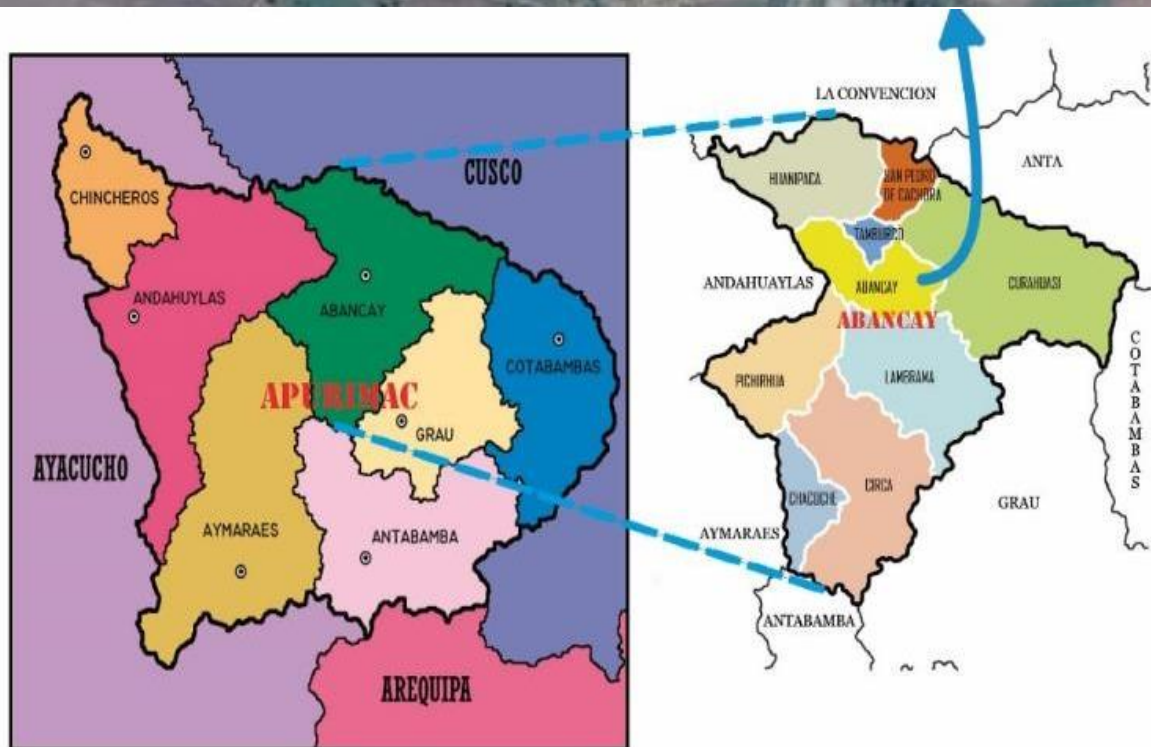 CUSCO
CHINCHEROS
ANDAHUYLAS
ABANCAY
COTABAMBAS
APURIMAC
GRAU
AYACUCHO
AYMARAES
ANTABAMBA
AREQUIPA
LA CONVENCION
ANTA
HUANIPACA
SAN PEDRO
DE CACHORA
TAMBURCO
ANDAHUAYLAS
ABANCAY
CURAHUASI
ABANCAY
COTABAMBAS
PICHIRHUA
LAMBRAMA
CHACOCHE
CIRCA
GRAU
AYMARAES
ANTABAMBA